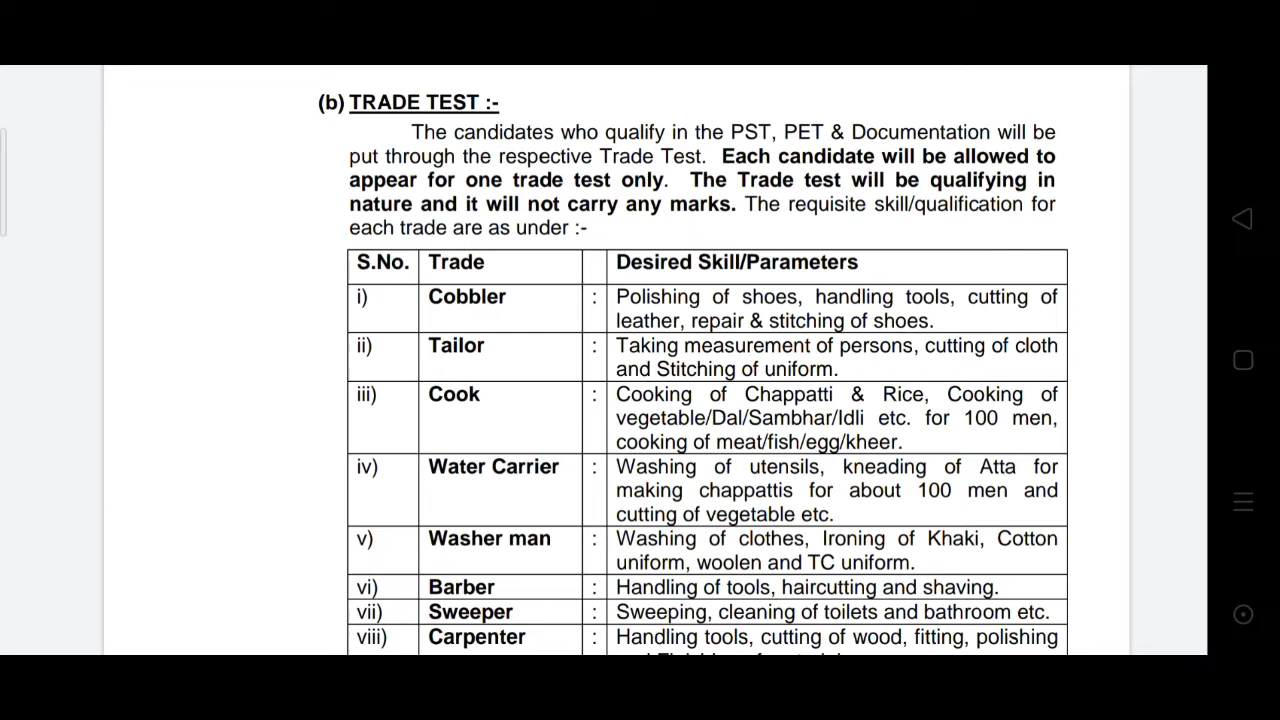 (b) TRADE TEST :-
The candidates who qualify in the PST, PET & Documentation will be
put through the respective Trade Test. Each candidate will be allowed to
appear for one trade test only. The Trade test will be qualifying in
nature and it will not carry any marks. The requisite skill/qualification for
each trade are as under :-
S.No. Trade Desired Skill/Parameters
i) Cobbler : Polishing of shoes, handling tools, cutting of
leather, repair & stitching of shoes.
ii) Tailor : Taking measurement of persons, cutting of cloth
and Stitching of uniform.
iii) Cook : Cooking of Chappatti & Rice, Cooking of
vegetable/Dal/Sambhar/Idli etc. for 100 men,
cooking of meat/fish/egg/kheer.
iv) Water Carrier : Washing of utensils, kneading of Atta for
making chappattis for about 100 men and
cutting of vegetable etc.
v) Washer man : Washing of clothes, Ironing of Khaki, Cotton
uniform, woolen and TC uniform.
vi) Barber : Handling of tools, haircutting and shaving.
vii) Sweeper : Sweeping, cleaning of toilets and bathroom etc.
viii) Carpenter : Handling tools, cutting of wood, fitting, polishing